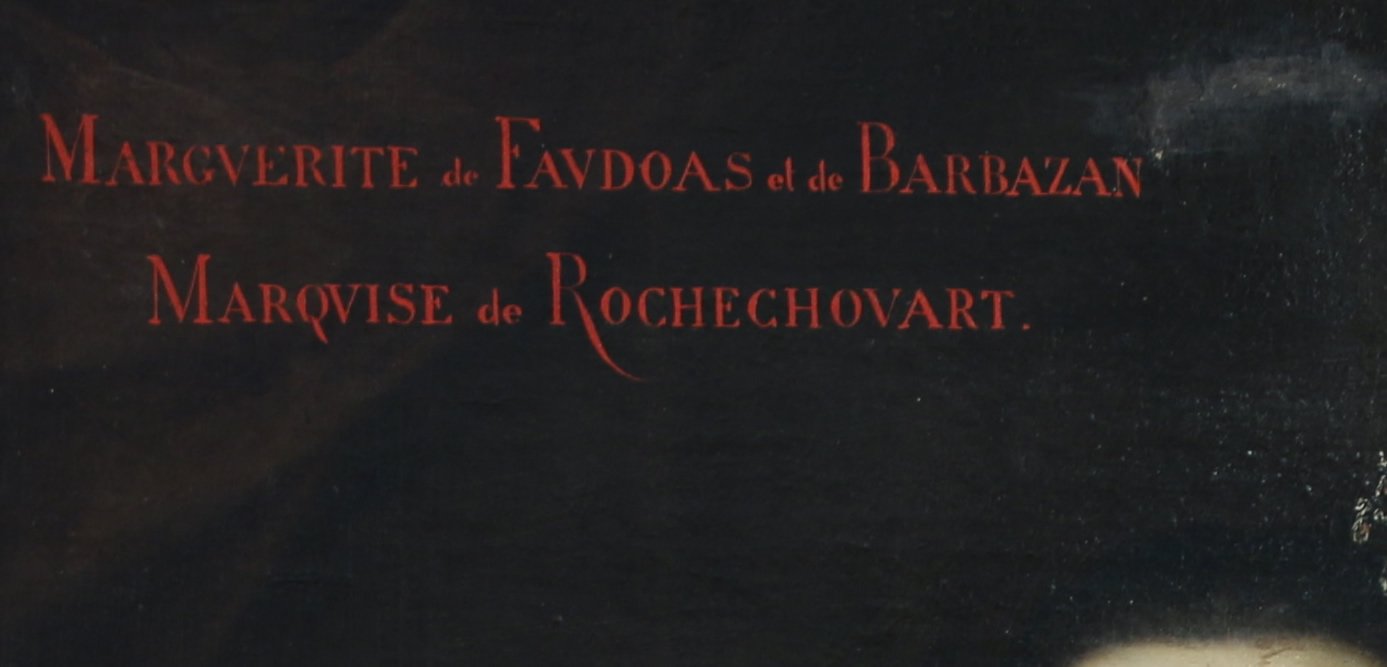 MARGVERITE de FAVDOAS et de BARBAZAN
MARQVISE de ROCHECHOVART.